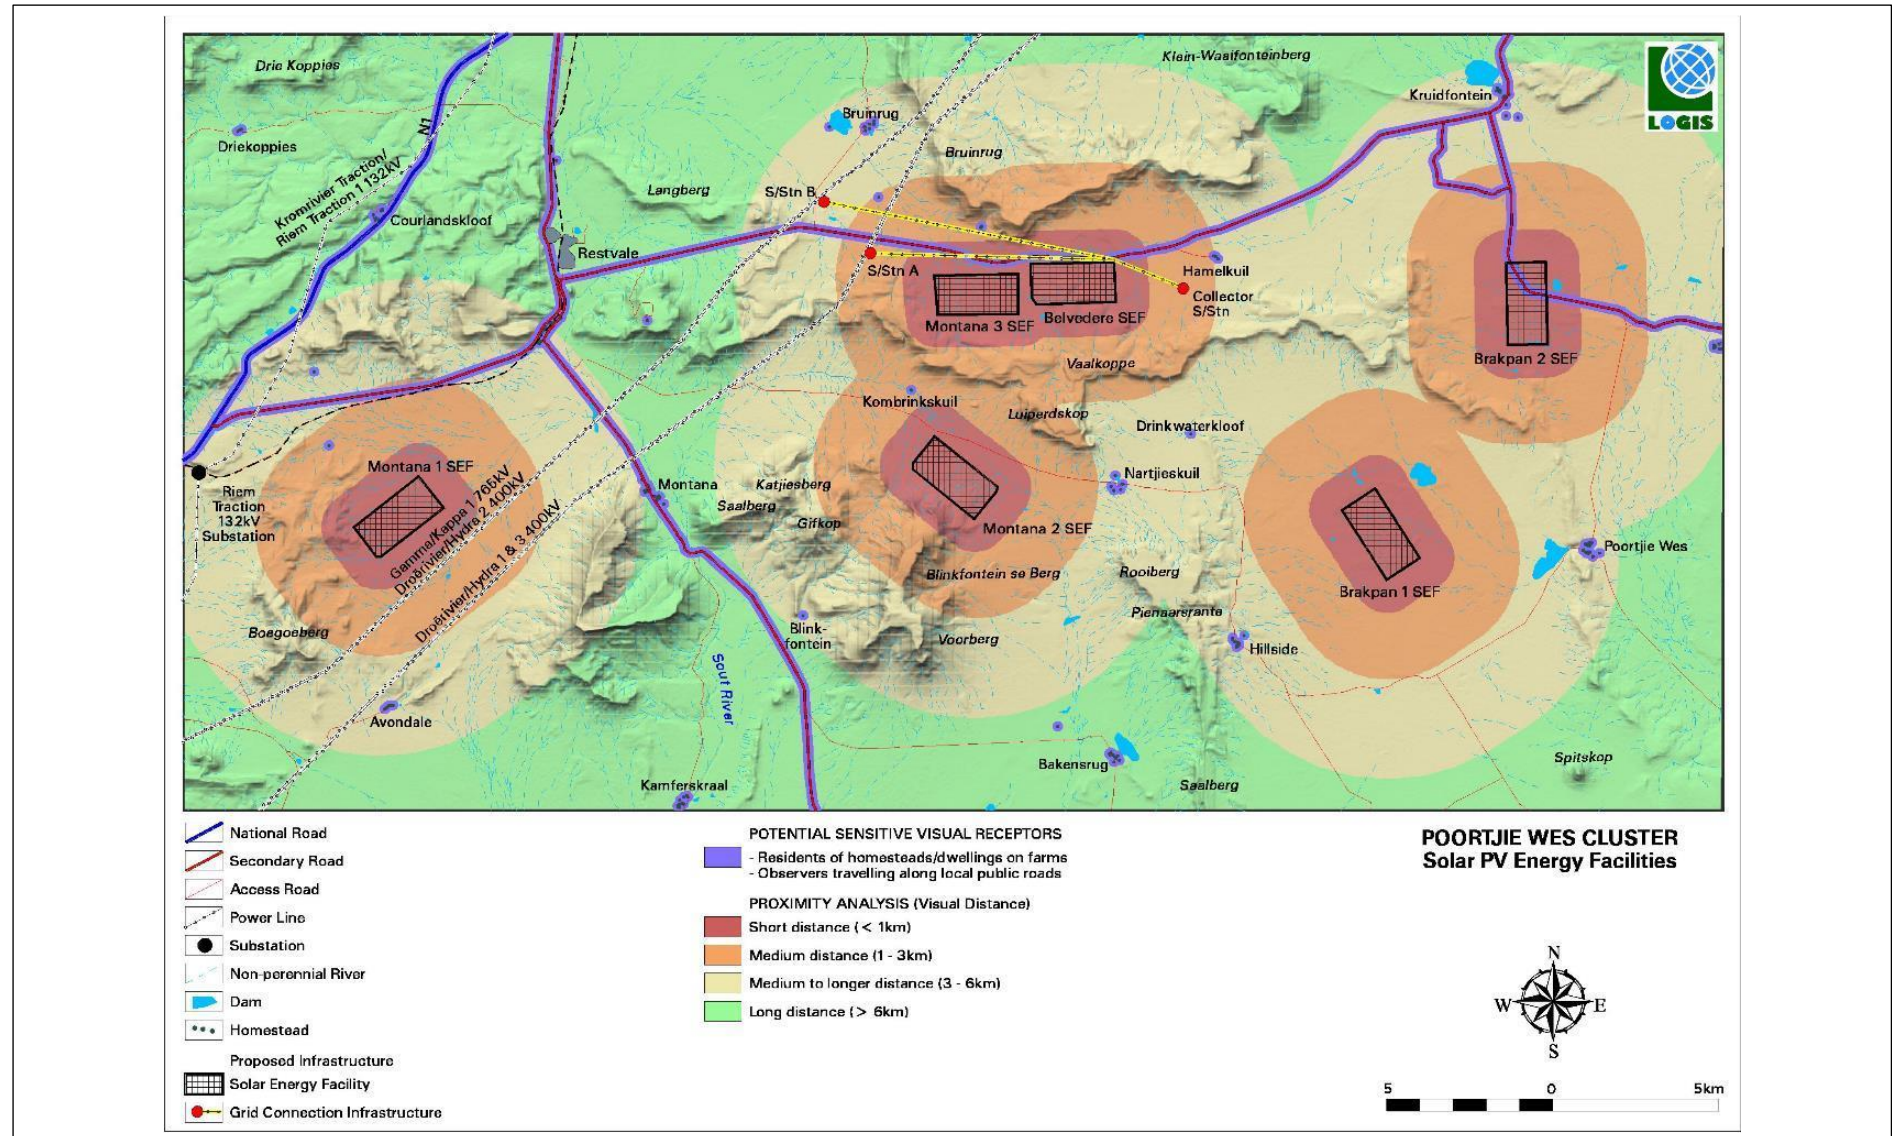 Drie Koppies
Klein-Waaifonteinberg
LOGIS
Kruidfontein
N1
Bruinrug
Driekoppies
Bruinrug
Kromrivier Traction/
Riem Traction 1 132kV
Langberg
S/Stn B
Courlandskloof
Restvale
S/Stn A
Hamelkuil
Collector
S/Stn
Montana 3 SEF
Belvedere SEF
Brakpan 2 SEF
Vaalkoppe
Kombrinkskuil
Luiperdskop
Drinkwaterkloof
Montana 1 SEF
Nartjieskuil
Riem
Traction
132kV
Substation
Gamma/Kappa 1 765kV
Droërivier/Hydra 2 400kV
Droërivier/Hydra 1 & 3 400kV
Montana
Katjiesberg
Saalberg
Gifkop
Montana 2 SEF
Poortjie Wes
Blinkfontein se Berg
Rooiberg
Brakpan 1 SEF
Pienaarsrante
Boegoeberg
Blink-
fontein
Voorberg
Hillside
Sout River
Avondale
Bakensrug
Spitskop
Kamferskraal
Saalberg
National Road
Secondary Road
Access Road
Power Line
Substation
Non-perennial River
Dam
Homestead
Proposed Infrastructure
Solar Energy Facility
Grid Connection Infrastructure
POTENTIAL SENSITIVE VISUAL RECEPTORS
- Residents of homesteads/dwellings on farms
- Observers travelling along local public roads
PROXIMITY ANALYSIS (Visual Distance)
Short distance (< 1km)
Medium distance (1 - 3km)
Medium to longer distance (3 - 6km)
Long distance (> 6km)
POORTJIE WES CLUSTER
Solar PV Energy Facilities
N
W E
S
5 0 5km